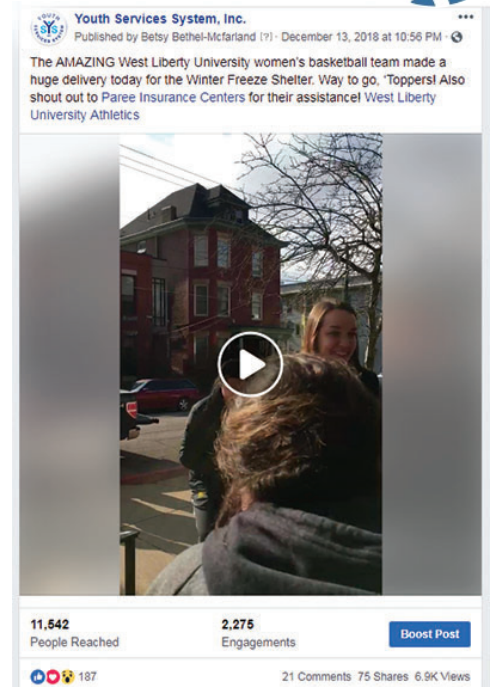 Youth Services System, Inc.
Published by Betsy Bethel-Mcfarland [?] · December 13, 2018 at 10:56 PM ·
The AMAZING West Liberty University women's basketball team made a
huge delivery today for the Winter Freeze Shelter. Way to go, 'Toppers! Also
shout out to Paree Insurance Centers for their assistance! West Liberty
University Athletics
11,542
People Reached
2,275
Engagements
Boost Post
187
21 Comments 75 Shares 6.9K Views